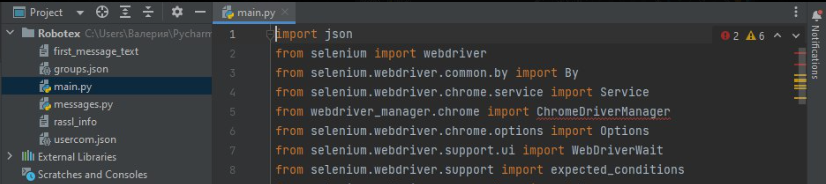 Project
main.py
Robotex C:\Users\Валерия\Pycharm
first_message_text
groups.json
main.py
messages.py
rassl_info
usercom.json
External Libraries
Scratches and Consoles
1 import json
2 from selenium import webdriver
3 from selenium.webdriver.common.by import By
4 from selenium.webdriver.chrome.service import Service
5 from webdriver_manager.chrome import ChromeDriverManager
6 from selenium.webdriver.chrome.options import Options
7 from selenium.webdriver.support.ui import WebDriverWait
8 from selenium.webdriver.support import expected_conditions
2 6
Notifications